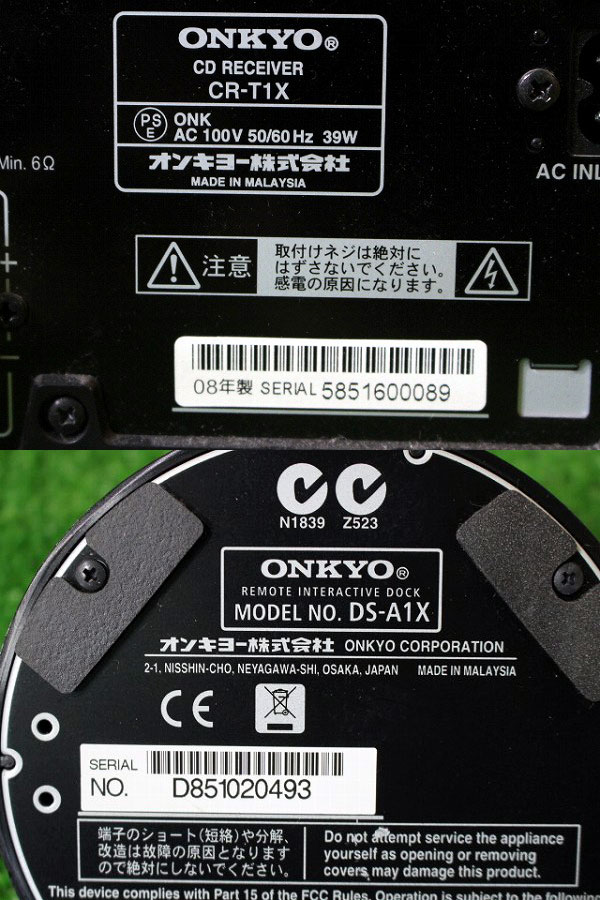 ONKYO®
CD RECEIVER
CR-T1X
PS
E
ONK
AC 100V 50/60Hz 39W
オンキヨー株式会社
MADE IN MALAYSIA
Min. 6Ω
+
−
AC INL
注意
取付けネジは絶対に
はずさないでください。
感電の原因になります。
08年製 SERIAL 5851600089
N1839 Z523
ONKYO®
REMOTE INTERACTIVE DOCK
MODEL NO. DS-A1X
オンキヨー株式会社 ONKYO CORPORATION
2-1, NISSHIN-CHO, NEYAGAWA-SHI, OSAKA, JAPAN MADE IN MALAYSIA
CE
SERIAL
NO. D851020493
端子のショート(短絡)や分解、
改造は故障の原因となります
ので絶対にしないでください。
Do not attempt service the appliance
yourself as opening or removing
covers may damage this product.
This device complies with Part 15 of the FCC Rules. Operation is subject to the following